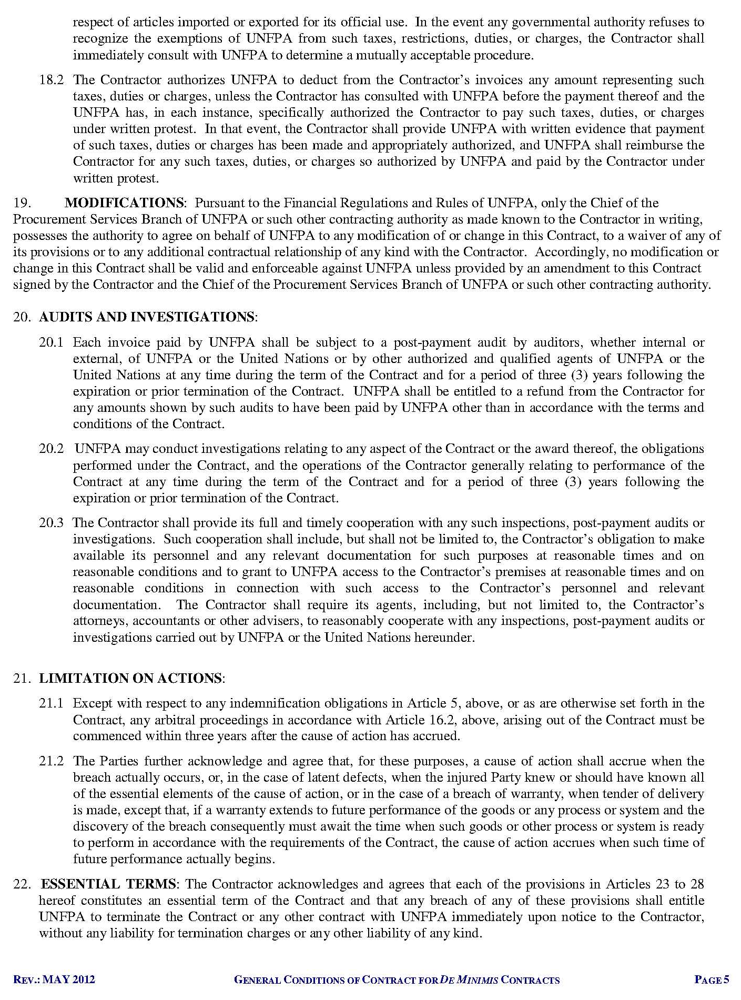 respect of articles imported or exported for its official use. In the event any governmental authority refuses to
recognize the exemptions of UNFPA from such taxes, restrictions, duties, or charges, the Contractor shall
immediately consult with UNFPA to determine a mutually acceptable procedure.
18.2 The Contractor authorizes UNFPA to deduct from the Contractor’s invoices any amount representing such
taxes, duties or charges, unless the Contractor has consulted with UNFPA before the payment thereof and the
UNFPA has, in each instance, specifically authorized the Contractor to pay such taxes, duties, or charges
under written protest. In that event, the Contractor shall provide UNFPA with written evidence that payment
of such taxes, duties or charges has been made and appropriately authorized, and UNFPA shall reimburse the
Contractor for any such taxes, duties, or charges so authorized by UNFPA and paid by the Contractor under
written protest.
19. MODIFICATIONS: Pursuant to the Financial Regulations and Rules of UNFPA, only the Chief of the
Procurement Services Branch of UNFPA or such other contracting authority as made known to the Contractor in writing,
possesses the authority to agree on behalf of UNFPA to any modification of or change in this Contract, to a waiver of any of
its provisions or to any additional contractual relationship of any kind with the Contractor. Accordingly, no modification or
change in this Contract shall be valid and enforceable against UNFPA unless provided by an amendment to this Contract
signed by the Contractor and the Chief of the Procurement Services Branch of UNFPA or such other contracting authority.
20. AUDITS AND INVESTIGATIONS:
20.1 Each invoice paid by UNFPA shall be subject to a post-payment audit by auditors, whether internal or
external, of UNFPA or the United Nations or by other authorized and qualified agents of UNFPA or the
United Nations at any time during the term of the Contract and for a period of three (3) years following the
expiration or prior termination of the Contract. UNFPA shall be entitled to a refund from the Contractor for
any amounts shown by such audits to have been paid by UNFPA other than in accordance with the terms and
conditions of the Contract.
20.2 UNFPA may conduct investigations relating to any aspect of the Contract or the award thereof, the obligations
performed under the Contract, and the operations of the Contractor generally relating to performance of the
Contract at any time during the term of the Contract and for a period of three (3) years following the
expiration or prior termination of the Contract.
20.3 The Contractor shall provide its full and timely cooperation with any such inspections, post-payment audits or
investigations. Such cooperation shall include, but shall not be limited to, the Contractor’s obligation to make
available its personnel and any relevant documentation for such purposes at reasonable times and on
reasonable conditions and to grant to UNFPA access to the Contractor’s premises at reasonable times and on
reasonable conditions in connection with such access to the Contractor’s personnel and relevant
documentation. The Contractor shall require its agents, including, but not limited to, the Contractor’s
attorneys, accountants or other advisers, to reasonably cooperate with any inspections, post-payment audits or
investigations carried out by UNFPA or the United Nations hereunder.
21. LIMITATION ON ACTIONS:
21.1 Except with respect to any indemnification obligations in Article 5, above, or as are otherwise set forth in the
Contract, any arbitral proceedings in accordance with Article 16.2, above, arising out of the Contract must be
commenced within three years after the cause of action has accrued.
21.2 The Parties further acknowledge and agree that, for these purposes, a cause of action shall accrue when the
breach actually occurs, or, in the case of latent defects, when the injured Party knew or should have known all
of the essential elements of the cause of action, or in the case of a breach of warranty, when tender of delivery
is made, except that, if a warranty extends to future performance of the goods or any process or system and the
discovery of the breach consequently must await the time when such goods or other process or system is ready
to perform in accordance with the requirements of the Contract, the cause of action accrues when such time of
future performance actually begins.
22. ESSENTIAL TERMS: The Contractor acknowledges and agrees that each of the provisions in Articles 23 to 28
hereof constitutes an essential term of the Contract and that any breach of any of these provisions shall entitle
UNFPA to terminate the Contract or any other contract with UNFPA immediately upon notice to the Contractor,
without any liability for termination charges or any other liability of any kind.
REV.: MAY 2012 GENERAL CONDITIONS OF CONTRACT FOR DE MINIMIS CONTRACTS PAGE 5